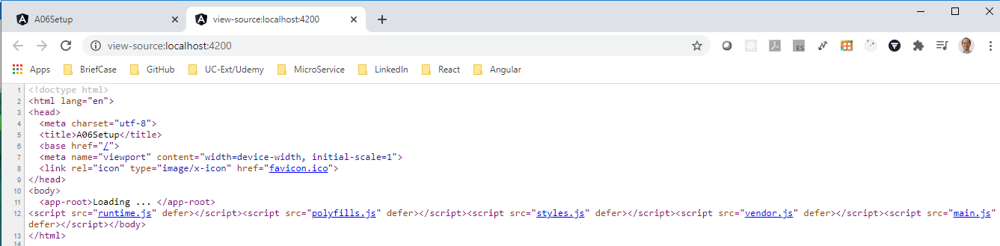 A06Setup
view-source:localhost:4200
view-source:localhost:4200
ES
Apps BriefCase GitHub UC-Ext/Udemy MicroService LinkedIn React Angular
1 <!doctype html>
2 <html lang="en">
3 <head>
4 <meta charset="utf-8">
5 <title>A06Setup</title>
6 <base href="/">
7 <meta name="viewport" content="width=device-width, initial-scale=1">
8 <link rel="icon" type="image/x-icon" href="favicon.ico">
9 </head>
10 <body>
11 <app-root>Loading ... </app-root>
12 <script src="runtime.js" defer></script><script src="polyfills.js" defer></script><script src="styles.js" defer></script><script src="vendor.js" defer></script><script src="main.js"
defer></script></body>
13 </html>
14